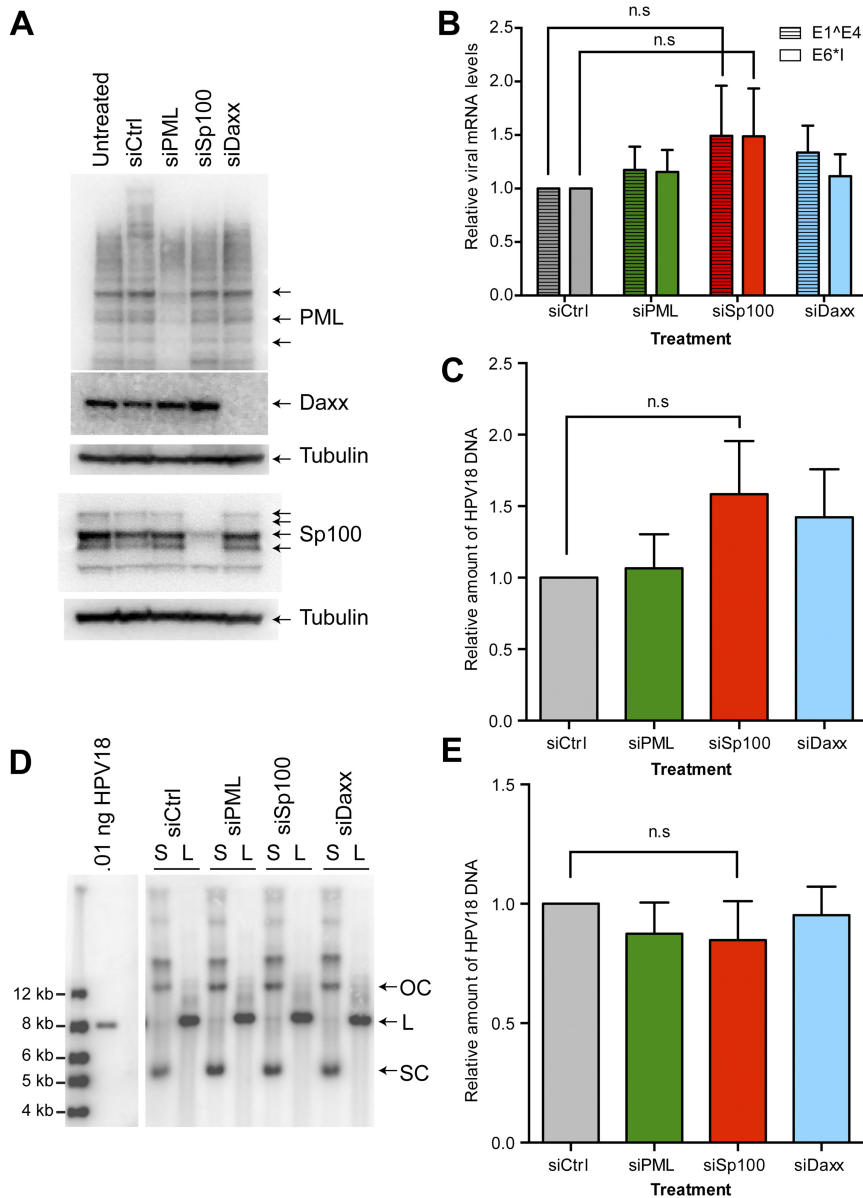 A
Untreated
siCtrl
siPML
siSp100
siDaxx
PML
Daxx
Tubulin
Sp100
Tubulin
B
n.s
n.s
E1^E4
E6*I
Relative viral mRNA levels
2.5
2.0
1.5
1.0
0.5
0.0
siCtrl siPML siSp100 siDaxx
Treatment
C
n.s
Relative amount of HPV18 DNA
2.5
2.0
1.5
1.0
0.5
0.0
siCtrl siPML siSp100 siDaxx
Treatment
D
.01 ng HPV18
siCtrl
siPML
siSp100
siDaxx
S L S L S L S L
12 kb
8 kb
6 kb
5 kb
4 kb
OC
L
SC
E
n.s
Relative amount of HPV18 DNA
1.5
1.0
0.5
0.0
siCtrl siPML siSp100 siDaxx
Treatment